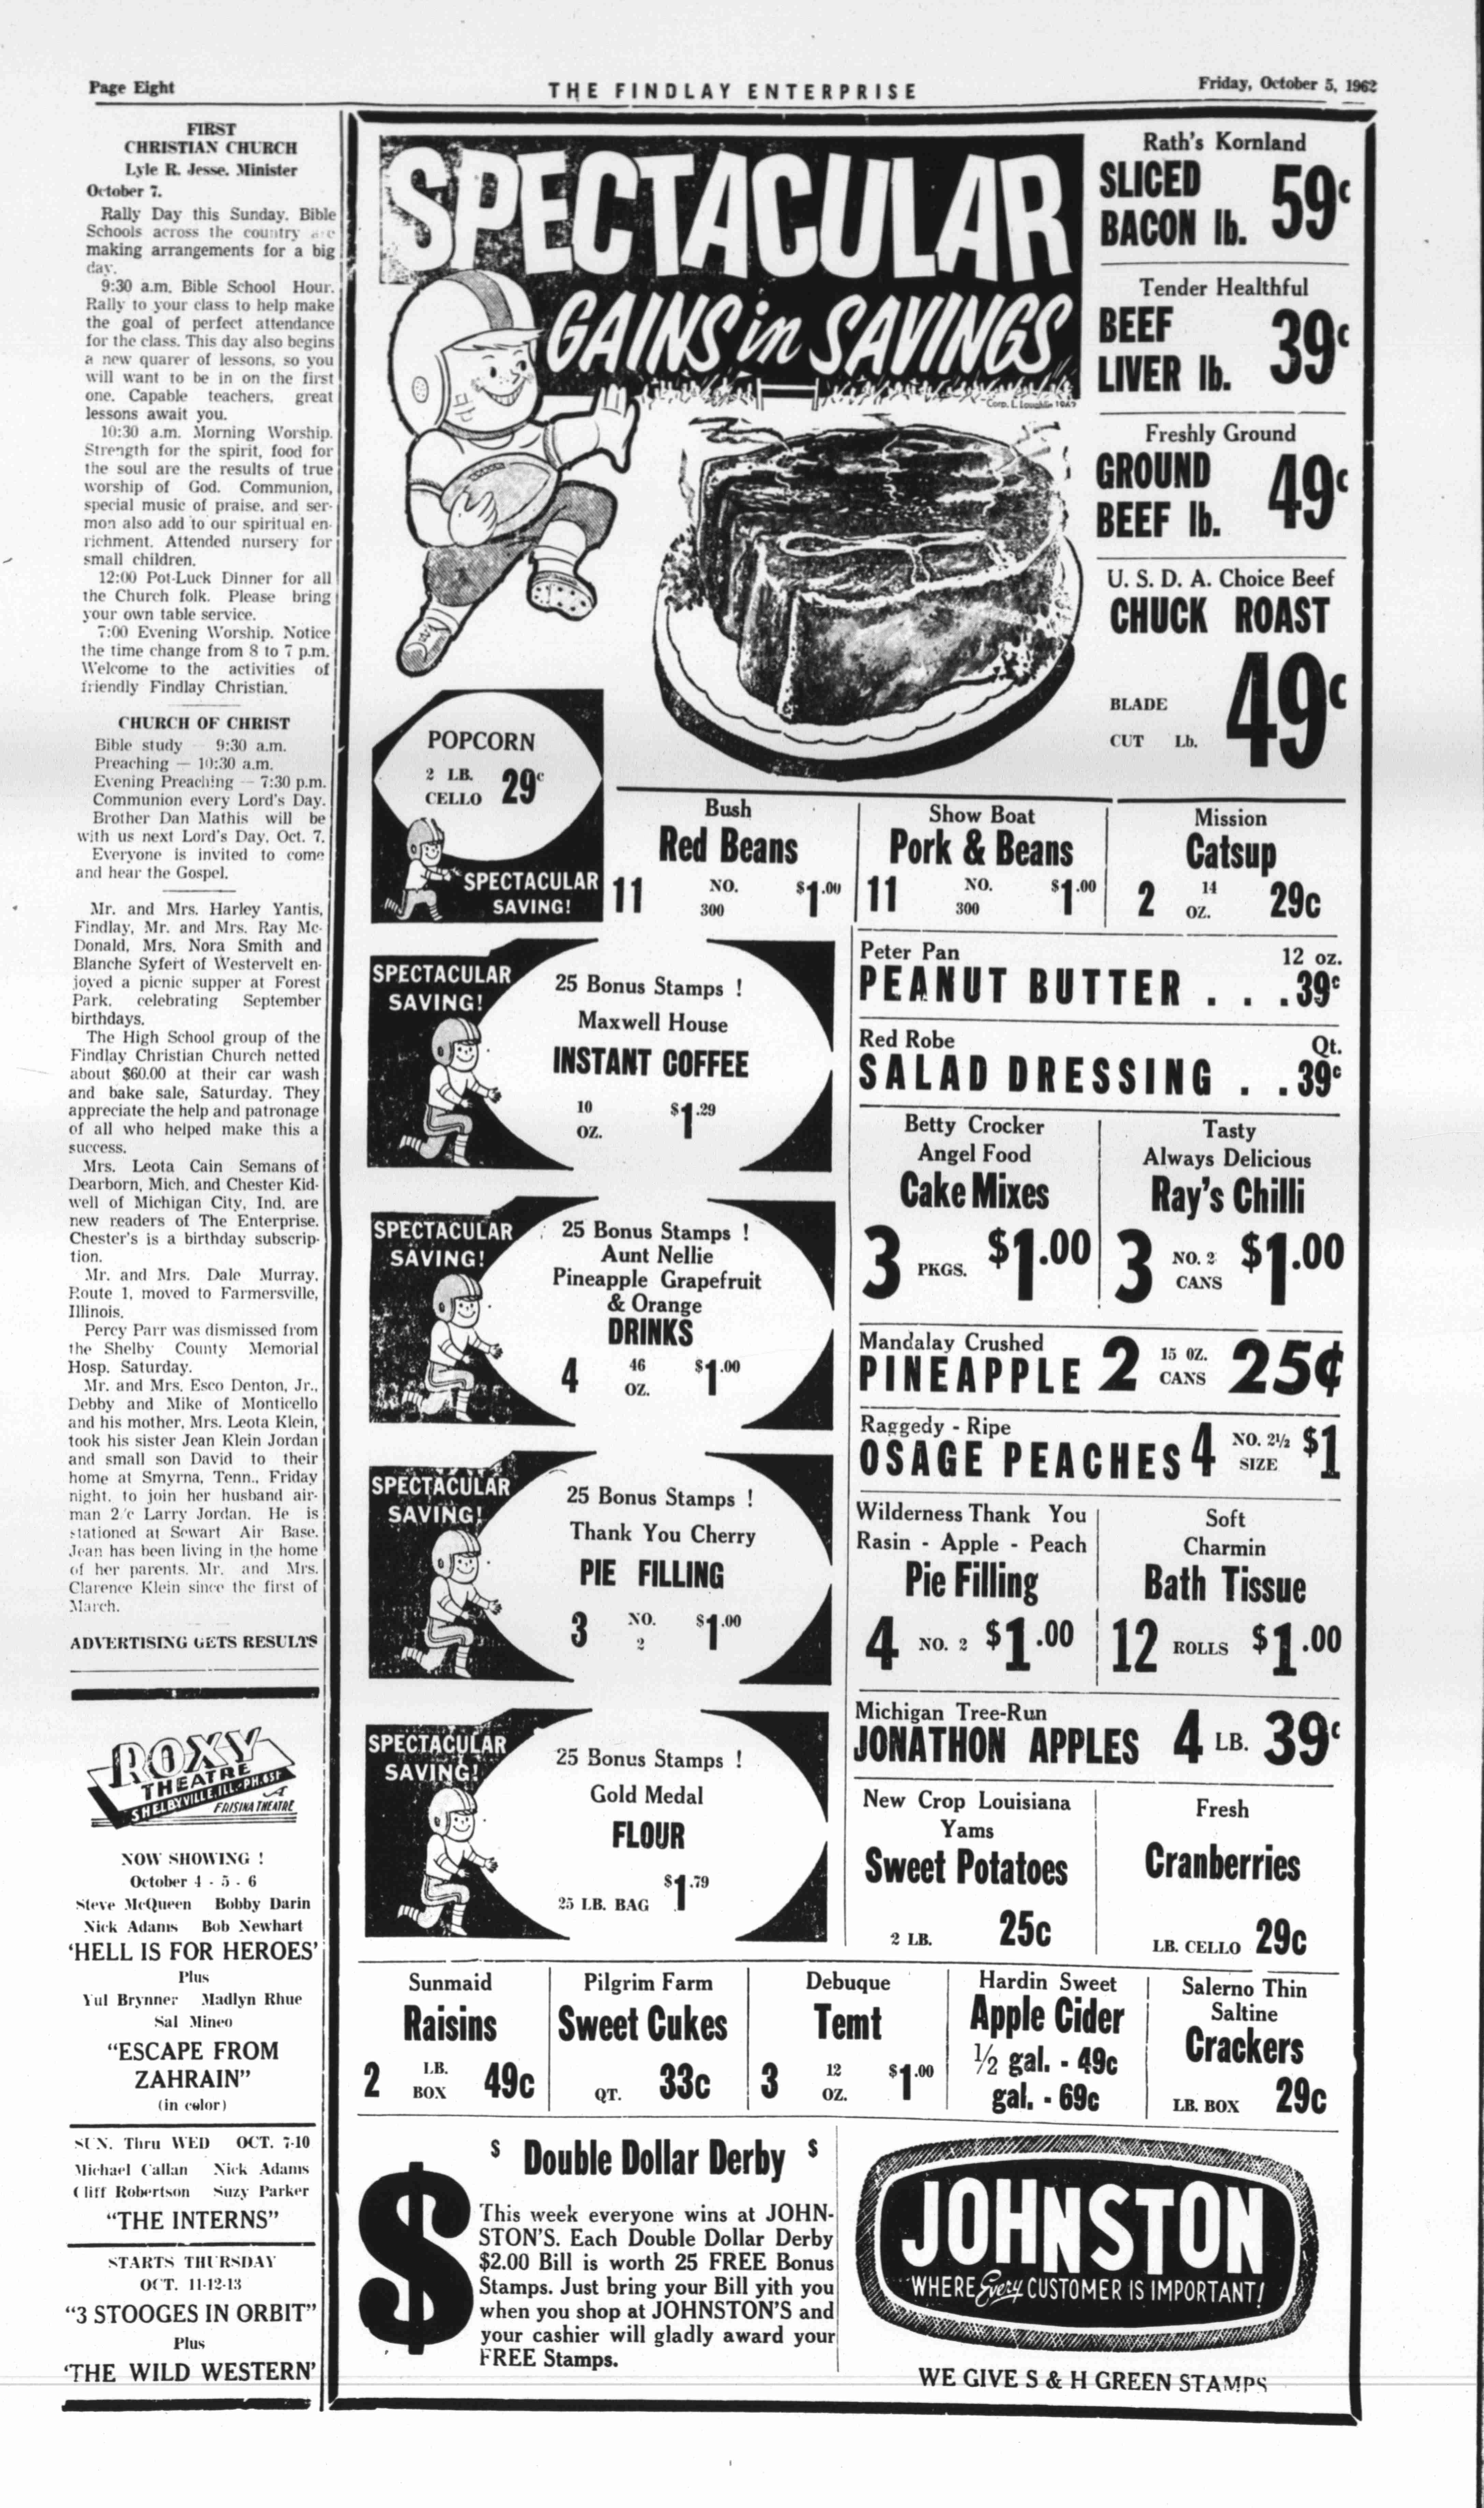 Page Eight
THE FINDLAY ENTERPRISE
Friday, October 5, 1962
FIRST
CHRISTIAN CHURCH
Lyle R. Jesse, Minister
October 7.
Rally Day this Sunday. Bible
Schools across the country are
making arrangements for a big
day.
9:30 a.m. Bible School Hour.
Rally to your class to help make
the goal of perfect attendance
for the class. This day also begins
a new quarer of lessons, so you
will want to be in on the first
one. Capable teachers, great
lessons await you.
10:30 a.m. Morning Worship.
Strength for the spirit, food for
the soul are the results of true
worship of God. Communion,
special music of praise, and ser-
mon also add to our spiritual en-
richment. Attended nursery for
small children.
12:00 Pot-Luck Dinner for all
the Church folk. Please bring
your own table service.
7:00 Evening Worship. Notice
the time change from 8 to 7 p.m.
Welcome to the activities of
friendly Findlay Christian.
CHURCH OF CHRIST
Bible study — 9:30 a.m.
Preaching — 10:30 a.m.
Evening Preaching — 7:30 p.m.
Communion every Lord's Day.
Brother Dan Mathis will be
with us next Lord's Day, Oct. 7.
Everyone is invited to come
and hear the Gospel.
Mr. and Mrs. Harley Yantis,
Findlay, Mr. and Mrs. Ray Mc-
Donald, Mrs. Nora Smith and
Blanche Syfert of Westervelt en-
joyed a picnic supper at Forest
Park, celebrating September
birthdays.
The High School group of the
Findlay Christian Church netted
about $60.00 at their car wash
and bake sale, Saturday. They
appreciate the help and patronage
of all who helped make this a
success.
Mrs. Leota Cain Semans of
Dearborn, Mich. and Chester Kid-
well of Michigan City, Ind. are
new readers of The Enterprise.
Chester's is a birthday subscrip-
tion.
Mr. and Mrs. Dale Murray,
Route 1, moved to Farmersville,
Illinois.
Percy Parr was dismissed from
the Shelby County Memorial
Hosp. Saturday.
Mr. and Mrs. Esco Denton, Jr.,
Debby and Mike of Monticello
and his mother, Mrs. Leota Klein,
took his sister Jean Klein Jordan
and small son David to their
home at Smyrna, Tenn., Friday
night, to join her husband air-
man 2/c Larry Jordan. He is
stationed at Sewart Air Base.
Jean has been living in the home
of her parents, Mr. and Mrs.
Clarence Klein since the first of
March.
ADVERTISING GETS RESULTS
ROXY
THEATRE
SHELBYVILLE, ILL.-PH.651
A
FRISINA THEATRE
NOW SHOWING !
October 4 - 5 - 6
Steve McQueen Bobby Darin
Nick Adams Bob Newhart
'HELL IS FOR HEROES'
Plus
Yul Brynner Madlyn Rhue
Sal Mineo
"ESCAPE FROM
ZAHRAIN"
(in color)
SUN. Thru WED OCT. 7-10
Michael Callan Nick Adams
Cliff Robertson Suzy Parker
"THE INTERNS"
STARTS THURSDAY
OCT. 11-12-13
"3 STOOGES IN ORBIT"
Plus
'THE WILD WESTERN'
SPECTACULAR
GAINS in SAVINGS
Corp. L. Loughlin 1962
Rath's Kornland
SLICED
BACON lb. 59c
Tender Healthful
BEEF
LIVER lb. 39c
Freshly Ground
GROUND
BEEF lb. 49c
U. S. D. A. Choice Beef
CHUCK ROAST
BLADE
CUT Lb. 49c
POPCORN
2 LB.
CELLO 29c
SPECTACULAR
SAVING!
Bush
Red Beans
11 NO. 300 $1.00
Show Boat
Pork & Beans
11 NO. 300 $1.00
Mission
Catsup
2 14 OZ. 29c
SPECTACULAR
SAVING!
25 Bonus Stamps !
Maxwell House
INSTANT COFFEE
10 OZ. $1.29
Peter Pan 12 oz.
PEANUT BUTTER . . . 39c
Red Robe Qt.
SALAD DRESSING . . 39c
Betty Crocker
Angel Food
Cake Mixes
3 PKGS. $1.00
Tasty
Always Delicious
Ray's Chilli
3 NO. 2 CANS $1.00
SPECTACULAR
SAVING!
25 Bonus Stamps !
Aunt Nellie
Pineapple Grapefruit
& Orange
DRINKS
4 46 OZ. $1.00
Mandalay Crushed
PINEAPPLE 2 15 OZ. CANS 25¢
Raggedy - Ripe
OSAGE PEACHES 4 NO. 2½ SIZE $1
SPECTACULAR
SAVING!
25 Bonus Stamps !
Thank You Cherry
PIE FILLING
3 NO. 2 $1.00
Wilderness Thank You
Rasin - Apple - Peach
Pie Filling
4 NO. 2 $1.00
Soft
Charmin
Bath Tissue
12 ROLLS $1.00
Michigan Tree-Run
JONATHON APPLES 4 LB. 39c
SPECTACULAR
SAVING!
25 Bonus Stamps !
Gold Medal
FLOUR
25 LB. BAG $1.79
New Crop Louisiana
Yams
Sweet Potatoes
2 LB. 25c
Fresh
Cranberries
LB. CELLO 29c
Sunmaid
Raisins
2 LB. BOX 49c
Pilgrim Farm
Sweet Cukes
QT. 33c
Debuque
Temt
3 12 OZ. $1.00
Hardin Sweet
Apple Cider
½ gal. - 49c
gal. - 69c
Salerno Thin
Saltine
Crackers
LB. BOX 29c
$ Double Dollar Derby $
$
This week everyone wins at JOHN-
STON'S. Each Double Dollar Derby
$2.00 Bill is worth 25 FREE Bonus
Stamps. Just bring your Bill yith you
when you shop at JOHNSTON'S and
your cashier will gladly award your
FREE Stamps.
JOHNSTON
WHERE Every CUSTOMER IS IMPORTANT!
WE GIVE S & H GREEN STAMPS